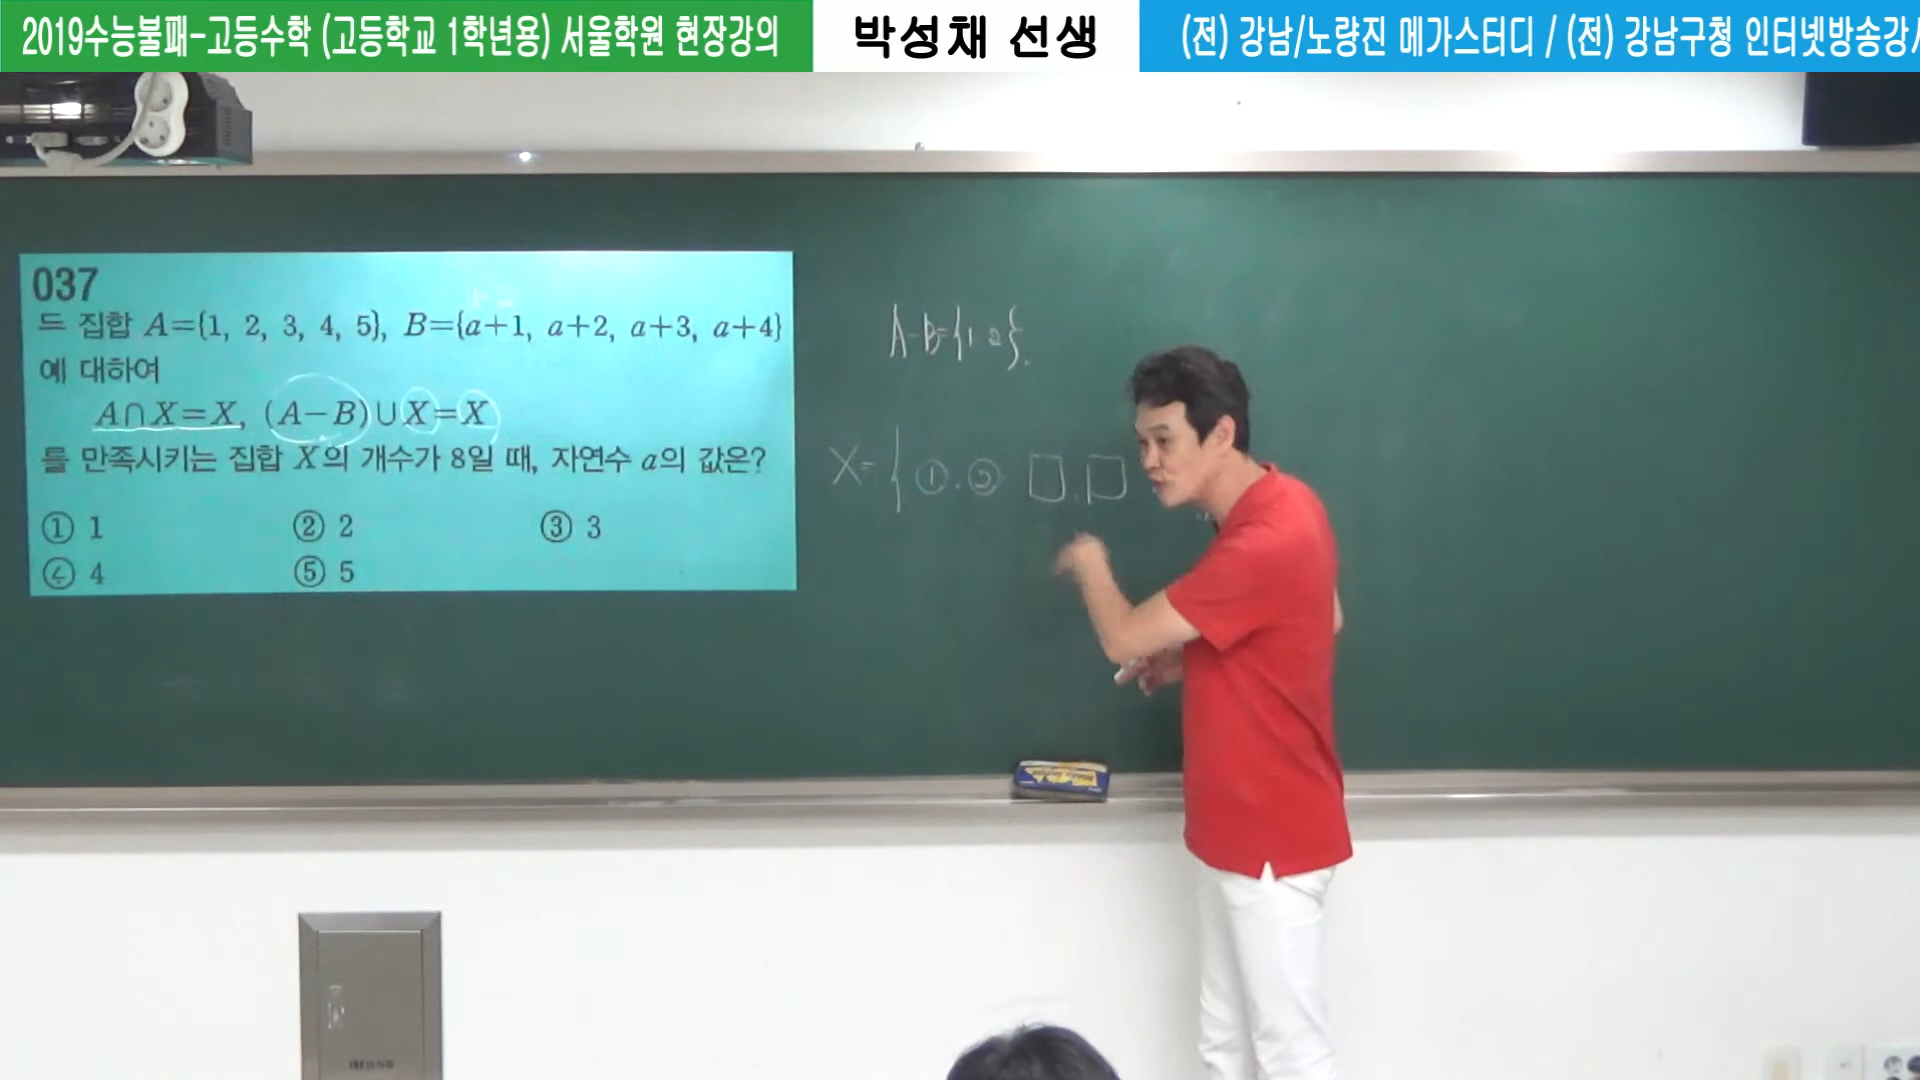 2019수능불패-고등수학 (고등학교 1학년용) 서울학원 현장강의
박성채 선생
(전) 강남/노량진 메가스터디 / (전) 강남구청 인터넷방송강사
037
두 집합 A={1, 2, 3, 4, 5}, B={a+1, a+2, a+3, a+4}
에 대하여
A∩X=X, (A−B)∪X=X
를 만족시키는 집합 X의 개수가 8일 때, 자연수 a의 값은?
① 1 ② 2 ③ 3
④ 4 ⑤ 5
A-B={1 2}.
X={①.② □.□